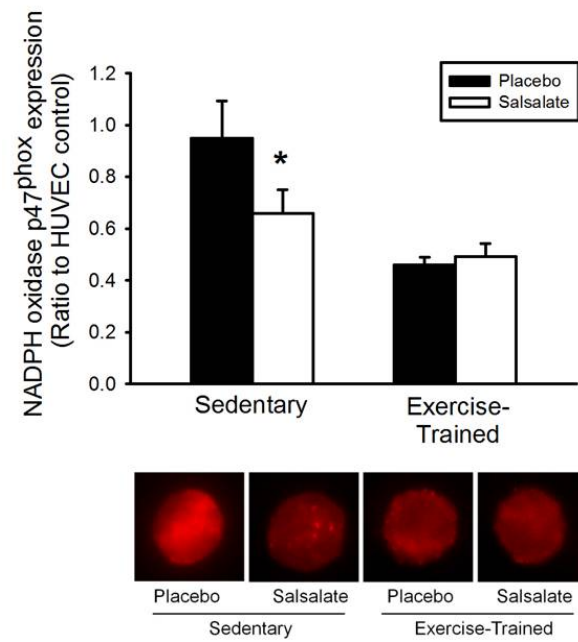 NADPH oxidase p47phox expression
(Ratio to HUVEC control)
1.2
1.0
0.8
0.6
0.4
0.2
0.0
Placebo
Salsalate
*
Sedentary
Exercise-
Trained
Placebo Salsalate Placebo Salsalate
Sedentary Exercise-Trained